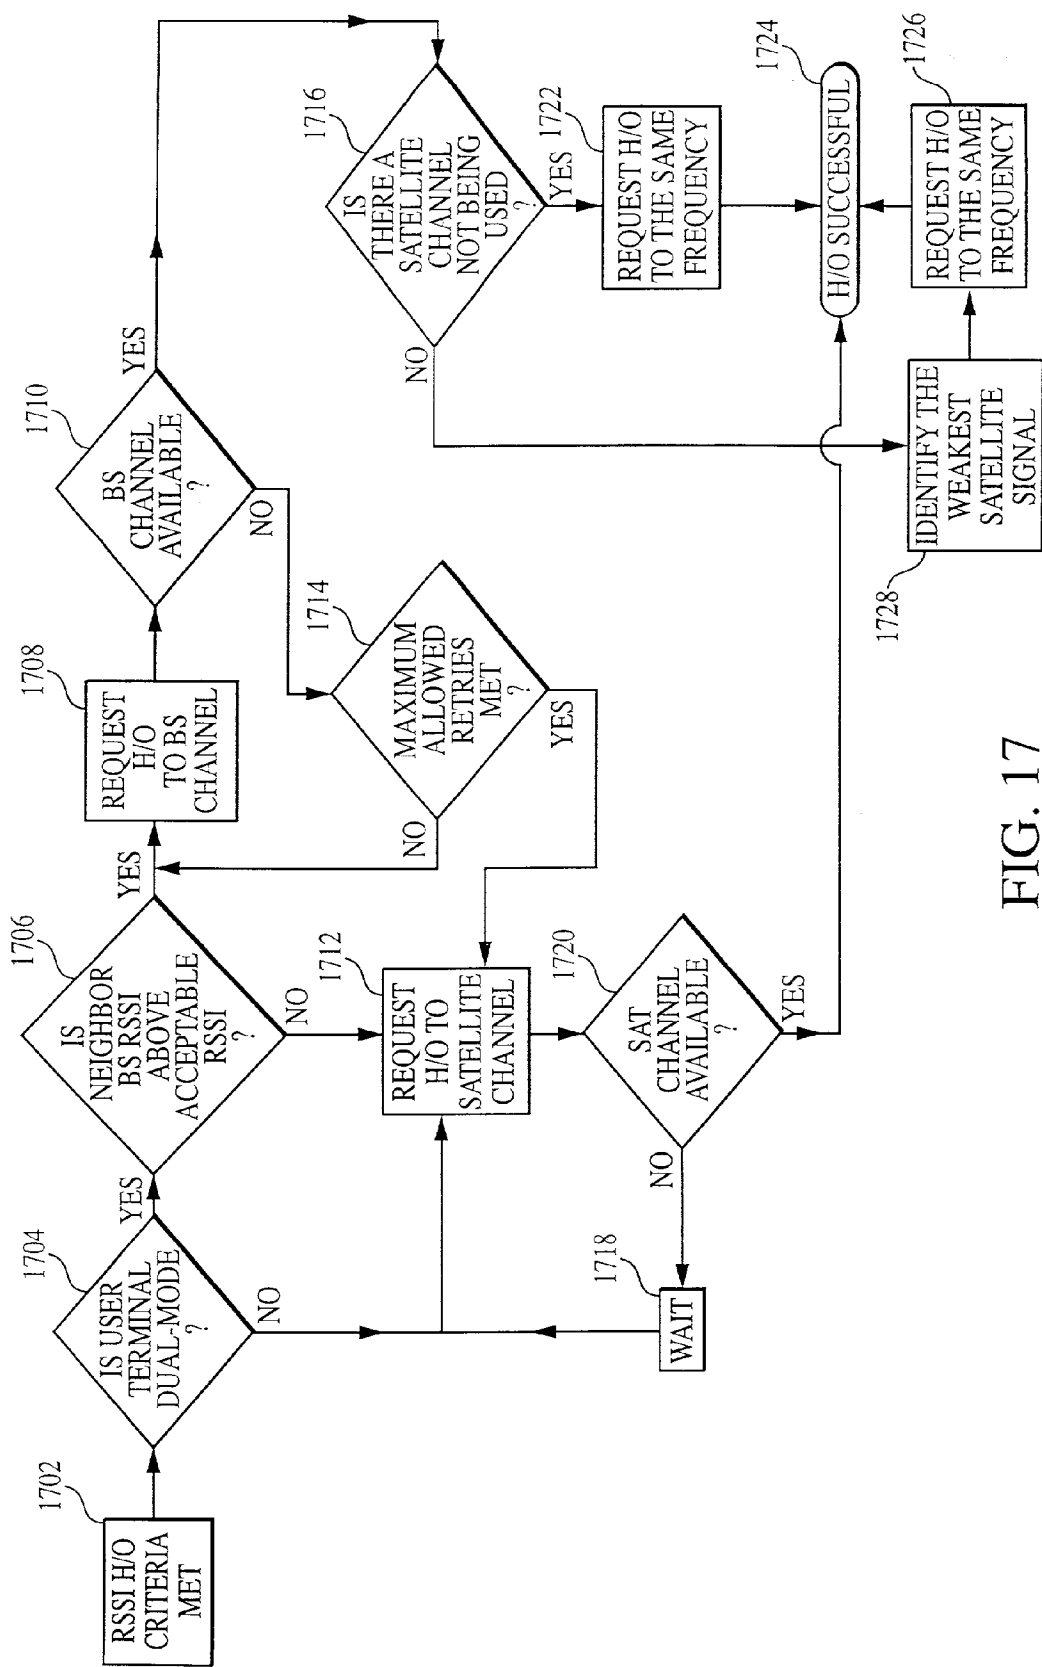 1702
RSSI H/O
CRITERIA
MET
1704
IS USER
TERMINAL
DUAL-MODE
?
YES
NO
1706
IS
NEIGHBOR
BS RSSI
ABOVE
ACCEPTABLE
RSSI
?
YES
NO
1708
REQUEST
H/O
TO BS
CHANNEL
1710
BS
CHANNEL
AVAILABLE
?
YES
NO
1714
MAXIMUM
ALLOWED
RETRIES
MET
?
NO
YES
1712
REQUEST
H/O TO
SATELLITE
CHANNEL
1720
SAT
CHANNEL
AVAILABLE
?
NO
YES
1718
WAIT
1716
IS
THERE A
SATELLITE
CHANNEL
NOT BEING
USED
?
NO
YES
1722
REQUEST H/O
TO THE SAME
FREQUENCY
1724
H/O SUCCESSFUL
1726
REQUEST H/O
TO THE SAME
FREQUENCY
1728
IDENTIFY THE
WEAKEST
SATELLITE
SIGNAL
FIG. 17